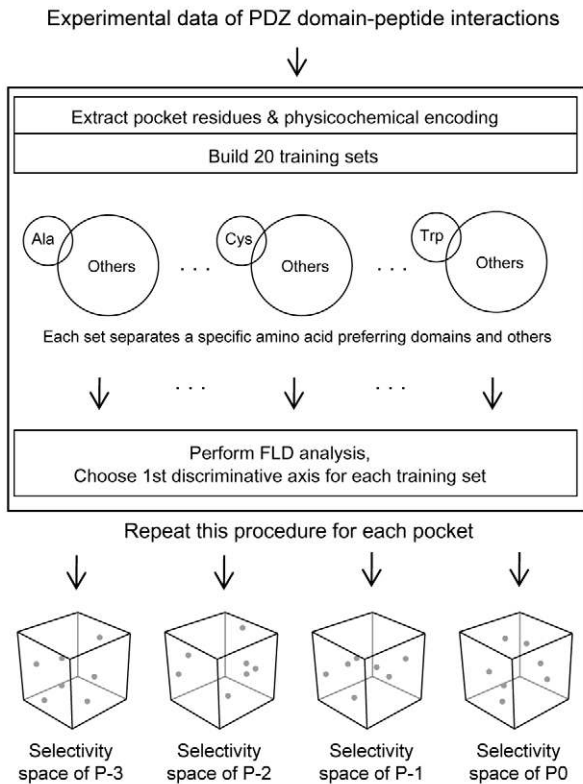 Experimental data of PDZ domain-peptide interactions
Extract pocket residues & physicochemical encoding
Build 20 training sets
Ala
Others
. . .
Cys
Others
. . .
Trp
Others
Each set separates a specific amino acid preferring domains and others
. . .
. . .
Perform FLD analysis,
Choose 1st discriminative axis for each training set
Repeat this procedure for each pocket
Selectivity
space of P-3
Selectivity
space of P-2
Selectivity
space of P-1
Selectivity
space of P0